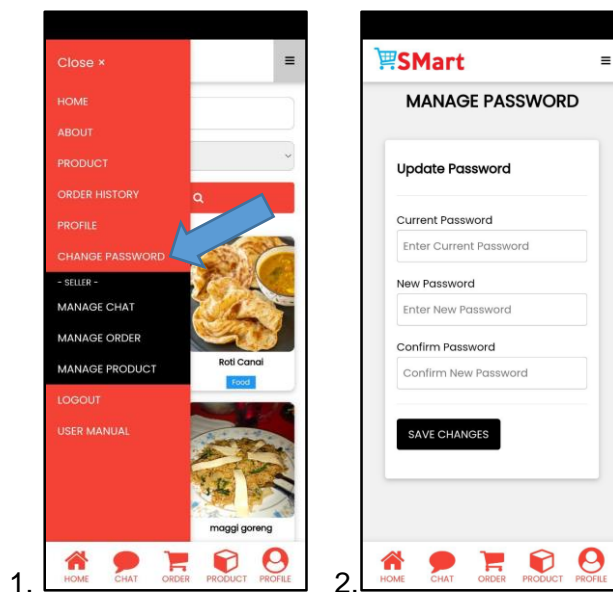 Close ×
≡
HOME
ABOUT
PRODUCT
ORDER HISTORY
PROFILE
CHANGE PASSWORD
- SELLER -
MANAGE CHAT
MANAGE ORDER
MANAGE PRODUCT
LOGOUT
USER MANUAL
Roti Canai
Food
maggi goreng
HOME CHAT ORDER PRODUCT PROFILE
1.
SMart
≡
MANAGE PASSWORD
Update Password
Current Password
Enter Current Password
New Password
Enter New Password
Confirm Password
Confirm New Password
SAVE CHANGES
HOME CHAT ORDER PRODUCT PROFILE
2.